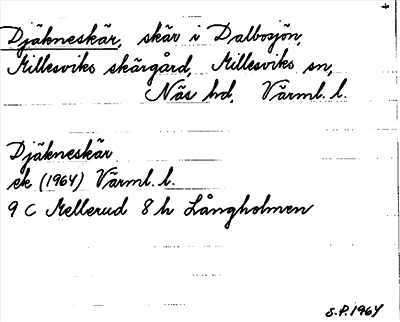 +
Djäkneskär, skär i Dalbosjön,
Millesviks skärgård, Millesviks sn,
Näs hd, Värml. l.
Djäkneskär
ek (1964) Värml. l.
9 C Mellerud 8 h Långholmen
S.P. 1964